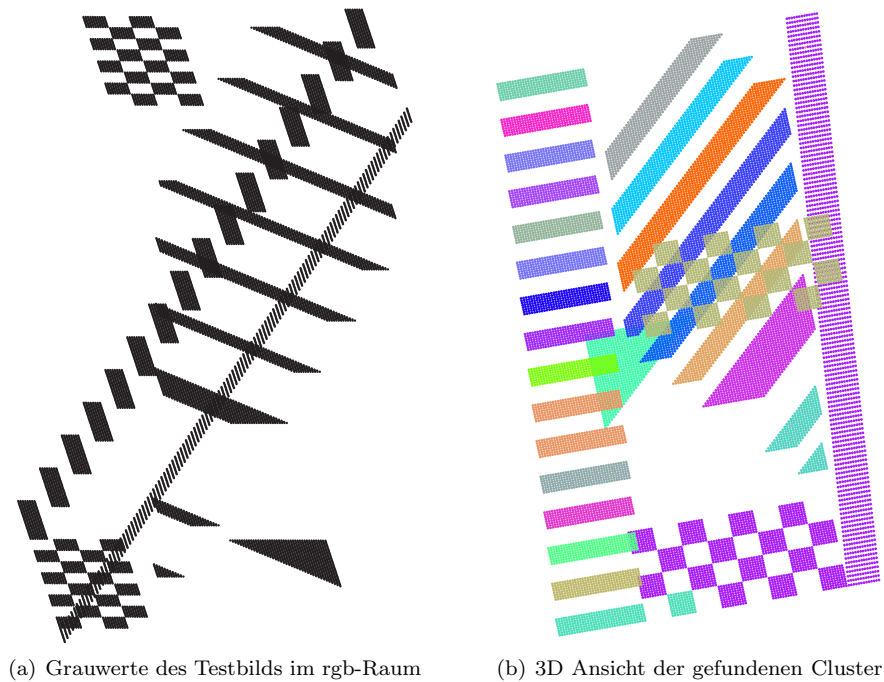 (a) Grauwerte des Testbilds im rgb-Raum
(b) 3D Ansicht der gefundenen Cluster